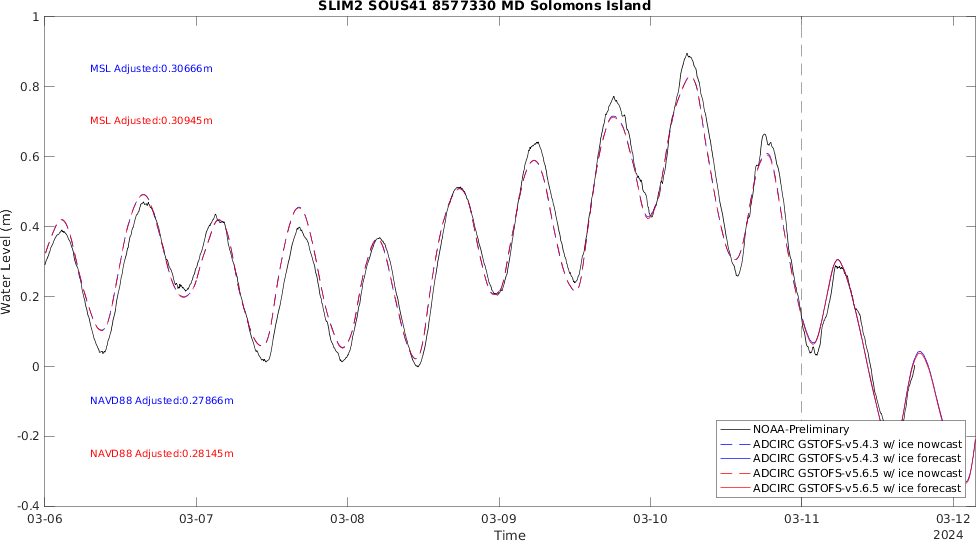 SLIM2 SOUS41 8577330 MD Solomons Island
1
0.8
0.6
0.4
0.2
0
-0.2
-0.4
Water Level (m)
MSL Adjusted:0.30666m
MSL Adjusted:0.30945m
NAVD88 Adjusted:0.27866m
NAVD88 Adjusted:0.28145m
NOAA-Preliminary
ADCIRC GSTOFS-v5.4.3 w/ ice nowcast
ADCIRC GSTOFS-v5.4.3 w/ ice forecast
ADCIRC GSTOFS-v5.6.5 w/ ice nowcast
ADCIRC GSTOFS-v5.6.5 w/ ice forecast
03-06 03-07 03-08 03-09 03-10 03-11 03-12
Time
2024